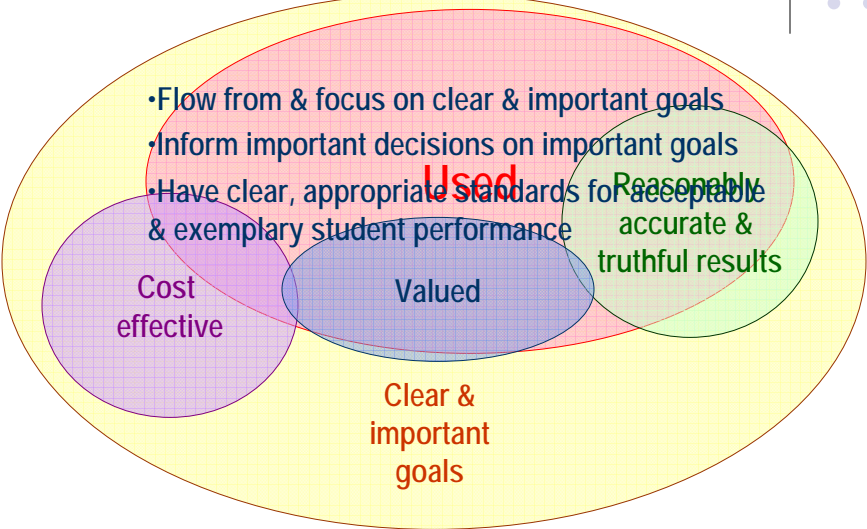 •Flow from & focus on clear & important goals
•Inform important decisions on important goals
Used
•Have clear, appropriate standards for acceptable
& exemplary student performance
Reasonably
accurate &
truthful results
Cost
effective
Valued
Clear &
important
goals